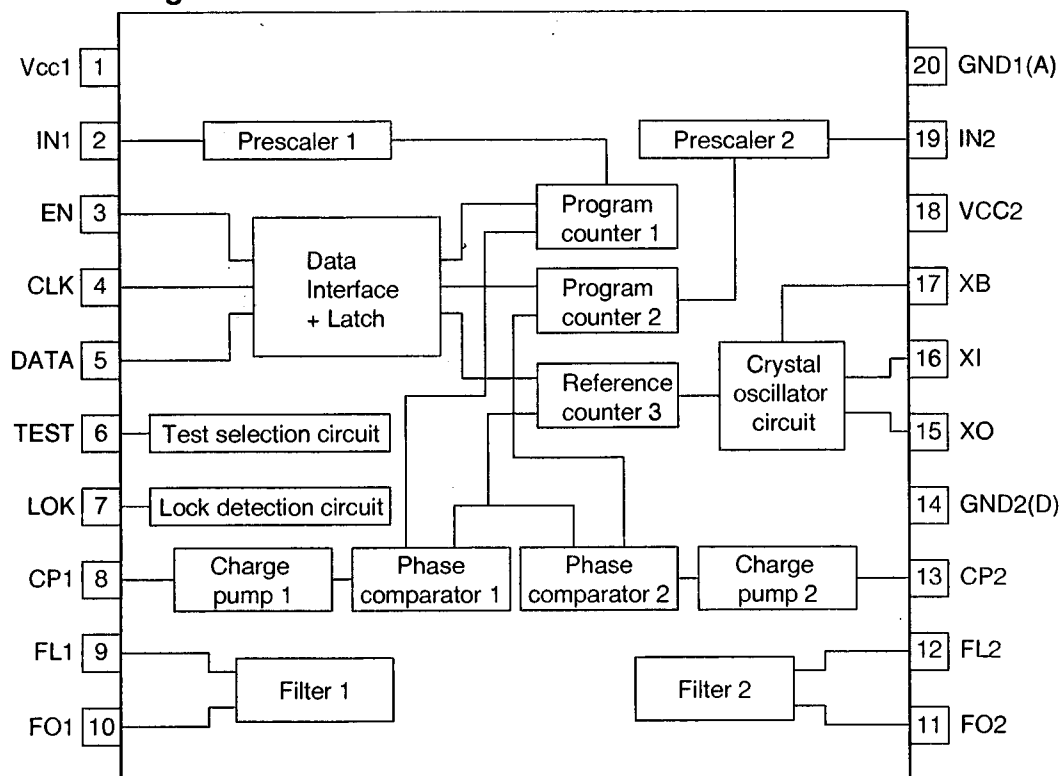 Vcc1 1
20 GND1(A)
IN1 2
Prescaler 1
Prescaler 2
19 IN2
EN 3
Program
counter 1
18 VCC2
CLK 4
Data
Interface
+ Latch
Program
counter 2
17 XB
DATA 5
Reference
counter 3
Crystal
oscillator
circuit
16 XI
TEST 6
Test selection circuit
15 XO
LOK 7
Lock detection circuit
14 GND2(D)
CP1 8
Charge
pump 1
Phase
comparator 1
Phase
comparator 2
Charge
pump 2
13 CP2
FL1 9
Filter 1
Filter 2
12 FL2
FO1 10
11 FO2